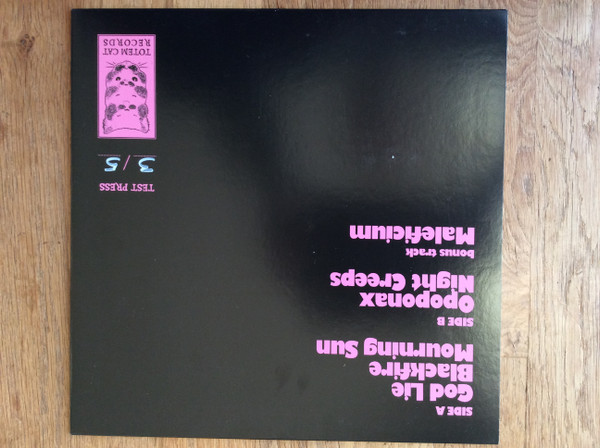 SIDE A
God Lie
Blackfire
Mourning Sun
SIDE B
Opoponax
Night Creeps
bonus track
Maleficium
TEST PRESS
3/5
TOTEM CAT
RECORDS